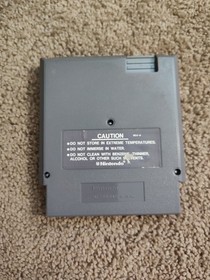 CAUTION
●DO NOT STORE IN EXTREME TEMPERATURES.
●DO NOT IMMERSE IN WATER.
●DO NOT CLEAN WITH BENZENE, THINNER,
ALCOHOL OR OTHER SUCH SOLVENTS.
Nintendo